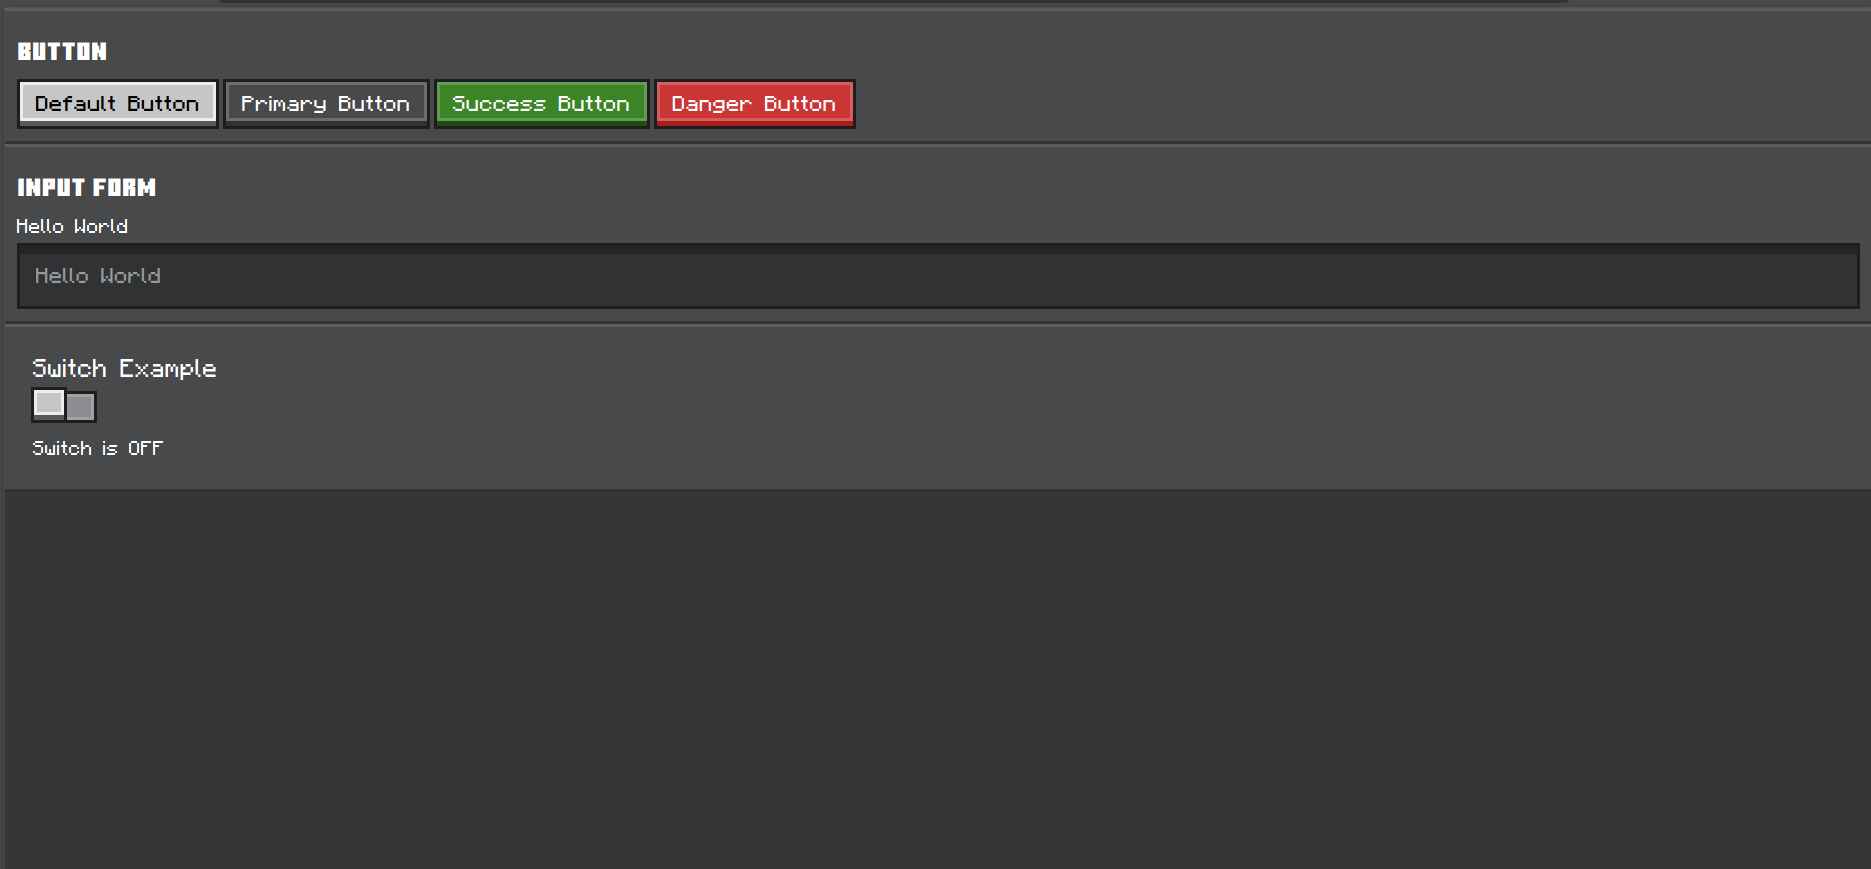 BUTTON
Default Button Primary Button Success Button Danger Button
INPUT FORM
Hello World
Hello World
Switch Example
Switch is OFF